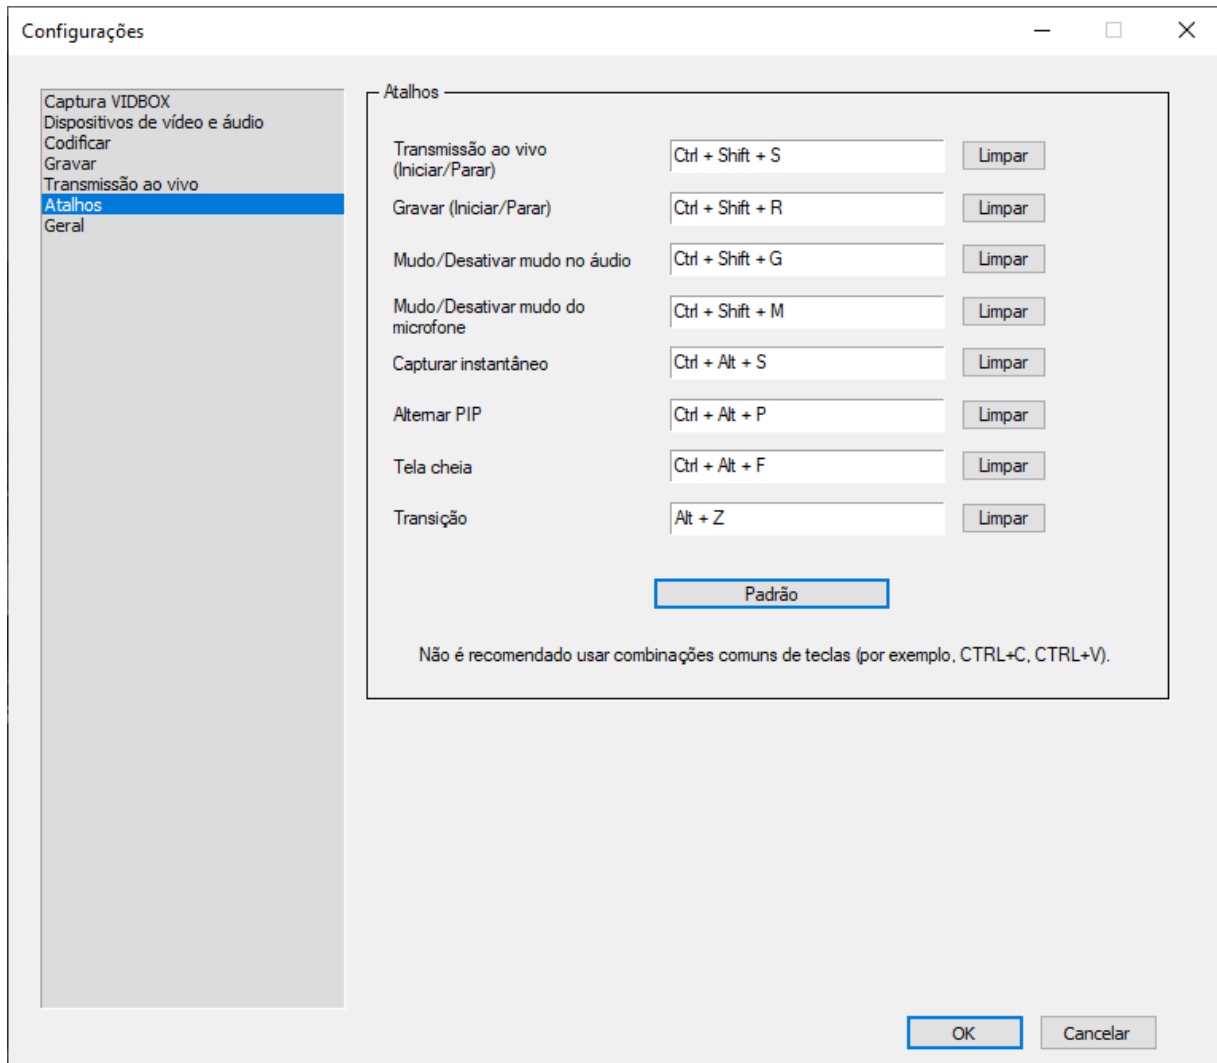 Configurações
Captura VIDBOX
Dispositivos de vídeo e áudio
Codificar
Gravar
Transmissão ao vivo
Atalhos
Geral
Atalhos
Transmissão ao vivo
(Iniciar/Parar)
Ctrl + Shift + S
Limpar
Gravar (Iniciar/Parar)
Ctrl + Shift + R
Limpar
Mudo/Desativar mudo no áudio
Ctrl + Shift + G
Limpar
Mudo/Desativar mudo do
microfone
Ctrl + Shift + M
Limpar
Capturar instantâneo
Ctrl + Alt + S
Limpar
Alternar PIP
Ctrl + Alt + P
Limpar
Tela cheia
Ctrl + Alt + F
Limpar
Transição
Alt + Z
Limpar
Padrão
Não é recomendado usar combinações comuns de teclas (por exemplo, CTRL+C, CTRL+V).
OK
Cancelar